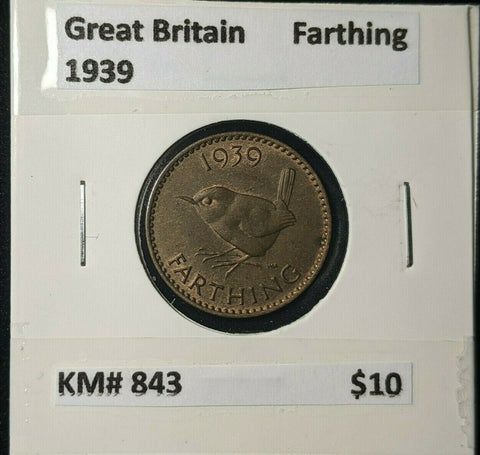 Great Britain Farthing
1939
1939
FARTHING
KM# 843 $10